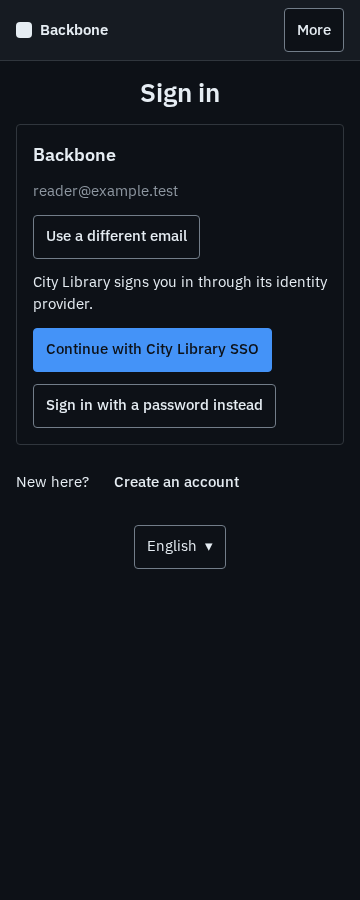 Backbone
More
Sign in
Backbone
reader@example.test
Use a different email
City Library signs you in through its identity
provider.
Continue with City Library SSO
Sign in with a password instead
New here? Create an account
English ▾